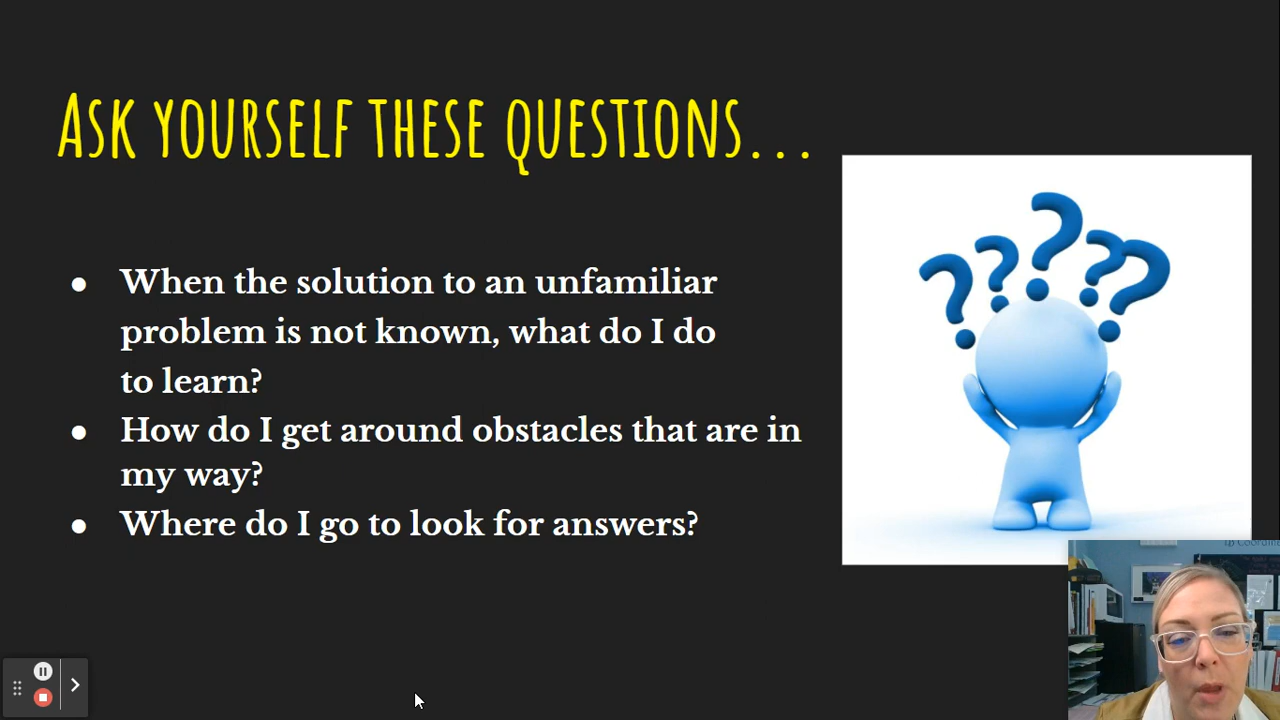 Ask yourself these questions...
● When the solution to an unfamiliar
problem is not known, what do I do
to learn?
● How do I get around obstacles that are in
my way?
● Where do I go to look for answers?